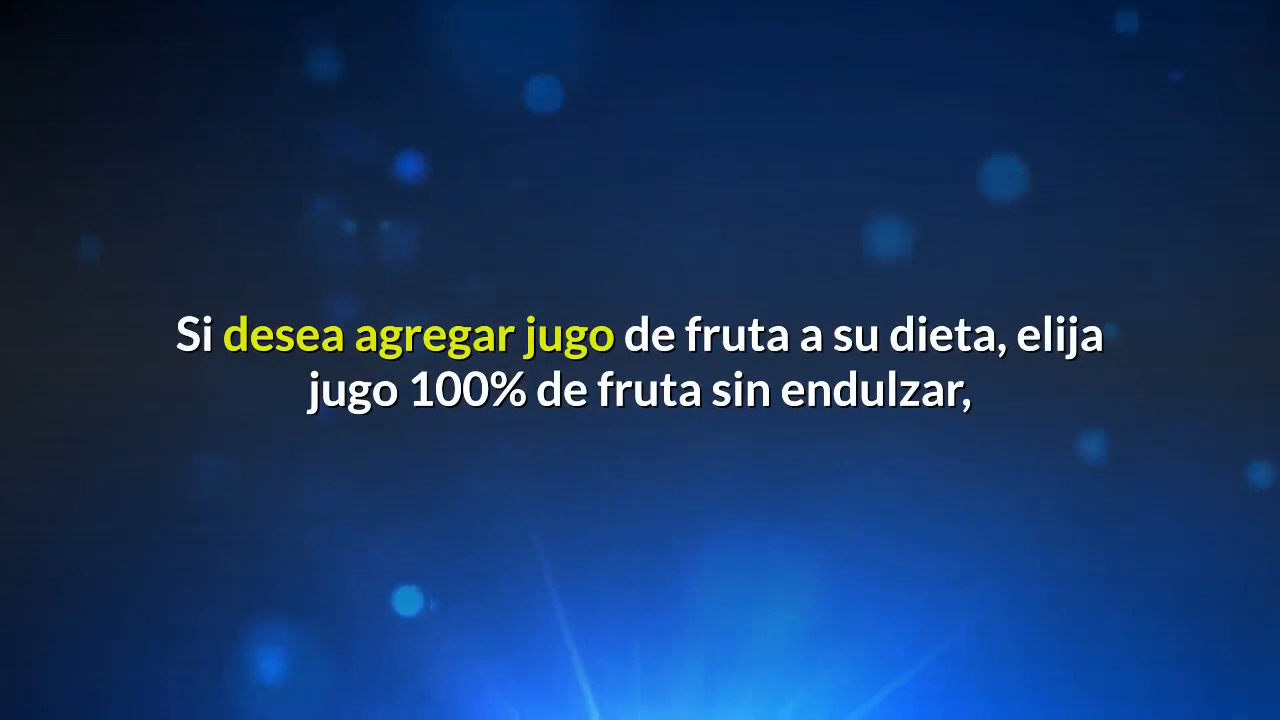 Si desea agregar jugo de fruta a su dieta, elija
jugo 100% de fruta sin endulzar,